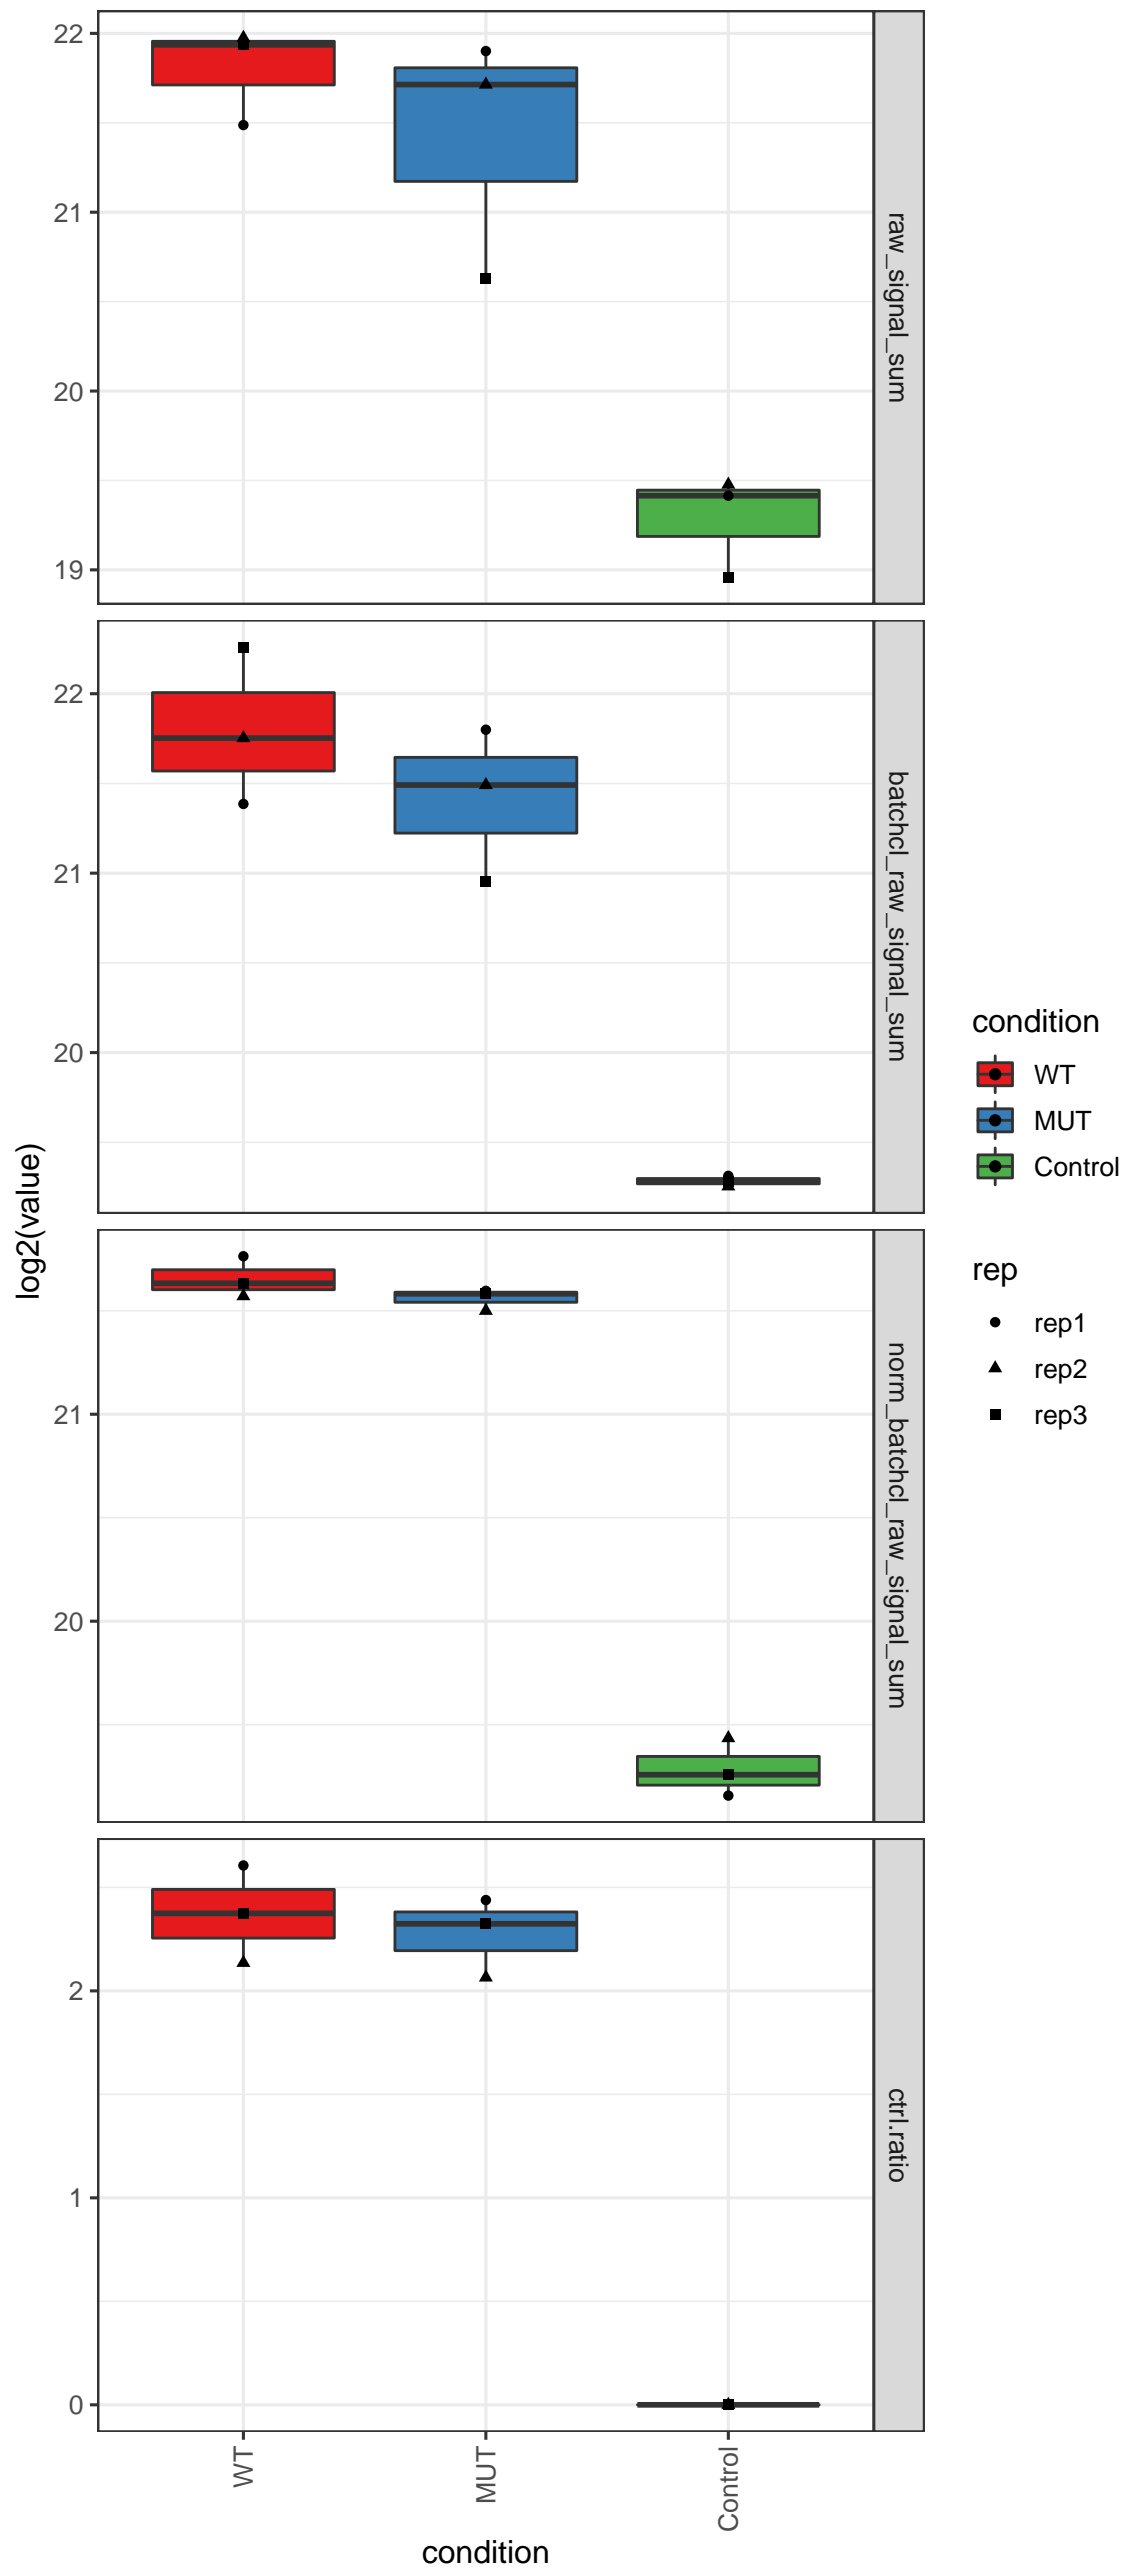 22
21
20
19
raw_signal_sum
22
21
20
batchcl_raw_signal_sum
21
20
norm_batchcl_raw_signal_sum
2
1
0
ctrl.ratio
log2(value)
WT
MUT
Control
condition
condition
WT
MUT
Control
rep
rep1
rep2
rep3